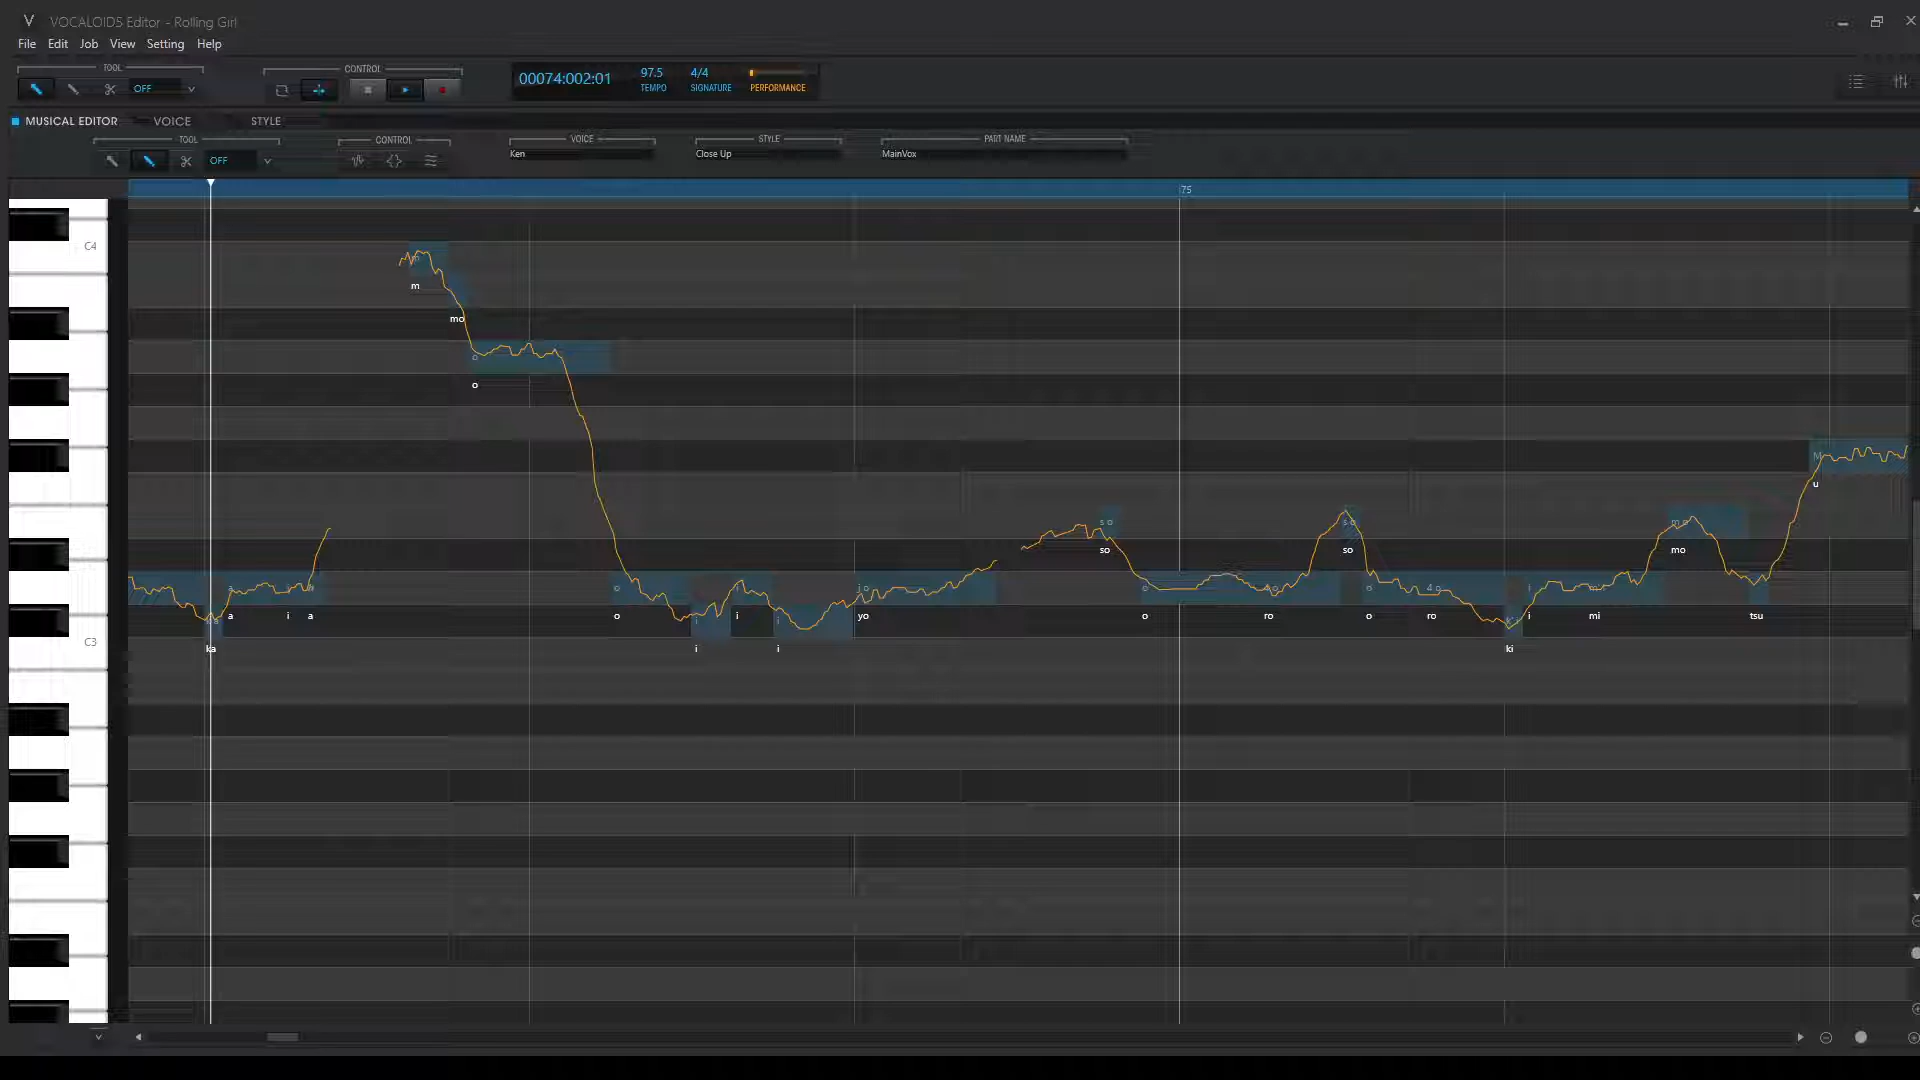 VOCALOID5 Editor - Rolling Girl
File Edit Job View Setting Help
TOOL CONTROL
OFF
00074:002:01 97.5 4/4
TEMPO SIGNATURE PERFORMANCE
MUSICAL EDITOR VOICE STYLE
TOOL CONTROL VOICE STYLE PART NAME
OFF Ken Close Up MainVox
75
C4
m
m
mo
o
o
M
u
s o s o m o
so so mo
a i a o i j o o 4 o o 4 o i m' i
a i a o i yo o ro o ro i mi tsu
i i
C3
ka i i ki